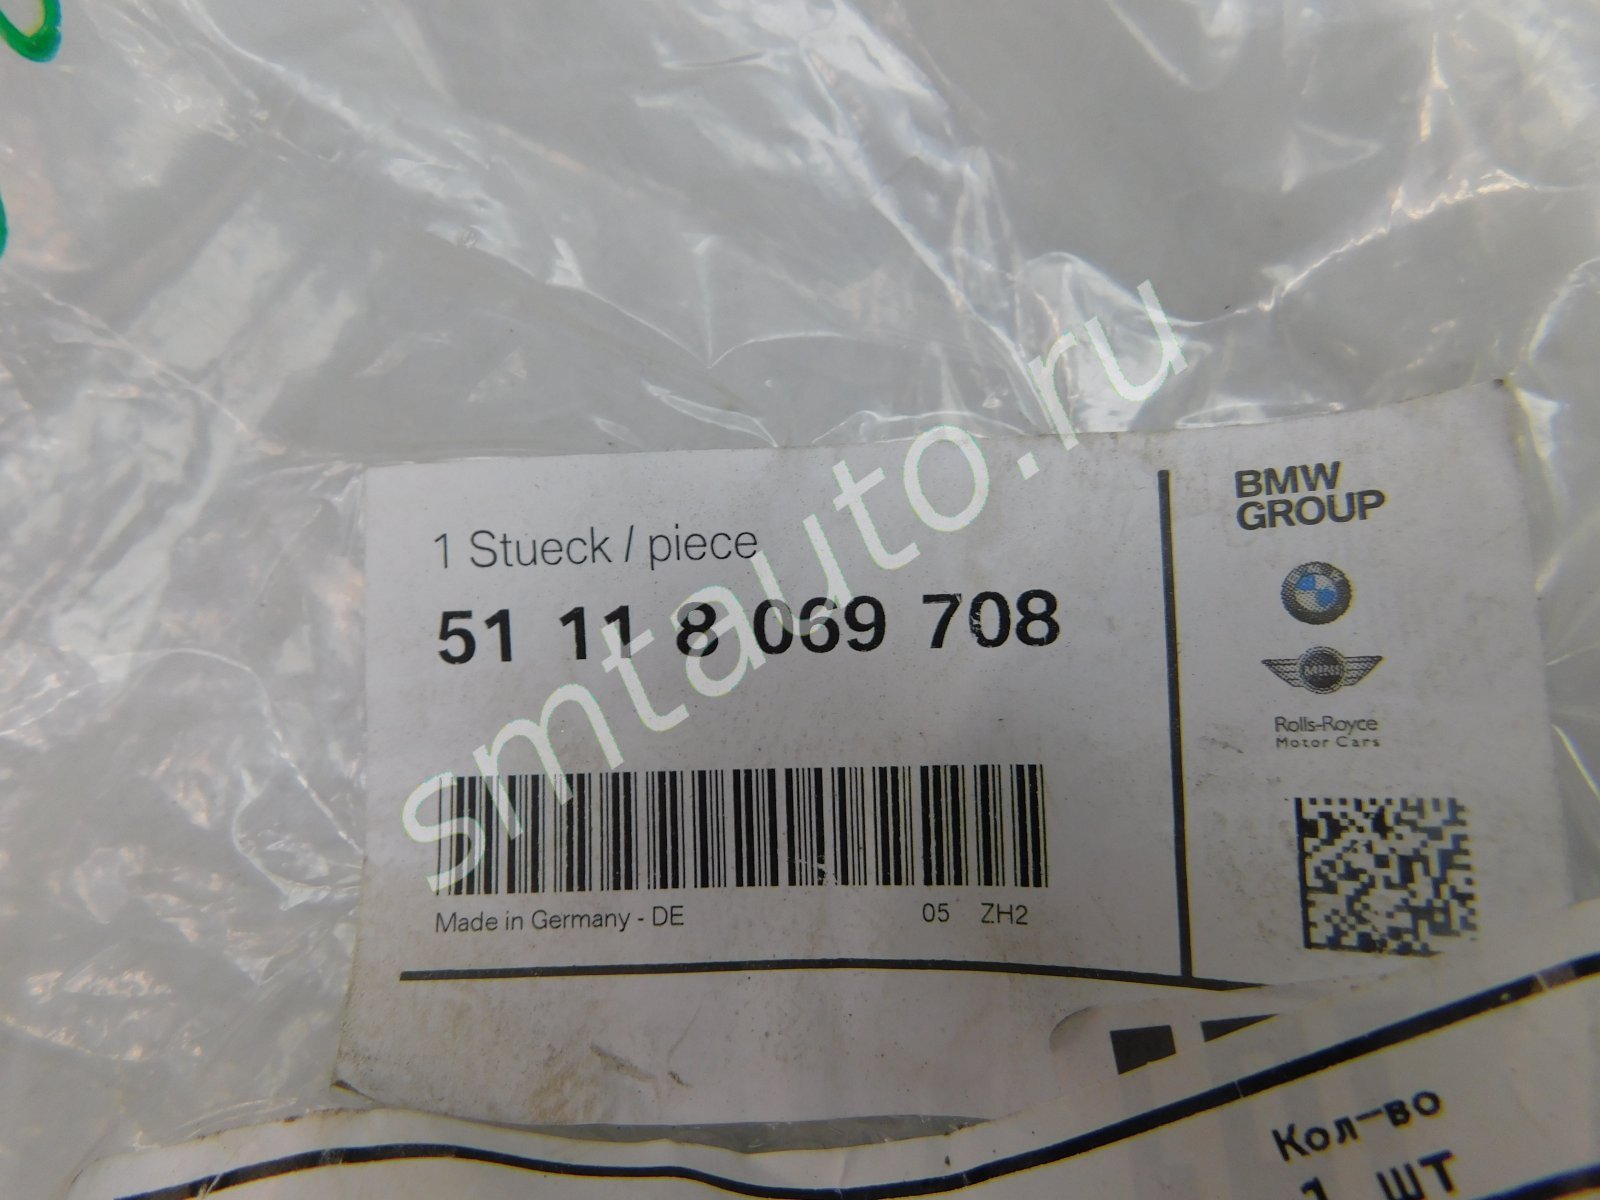 1 Stueck / piece
51 11 8 069 708
Made in Germany - DE
05 ZH2
BMW
GROUP
MINI
Rolls-Royce
Motor Cars
smtauto.ru
Кол-во
1 шт